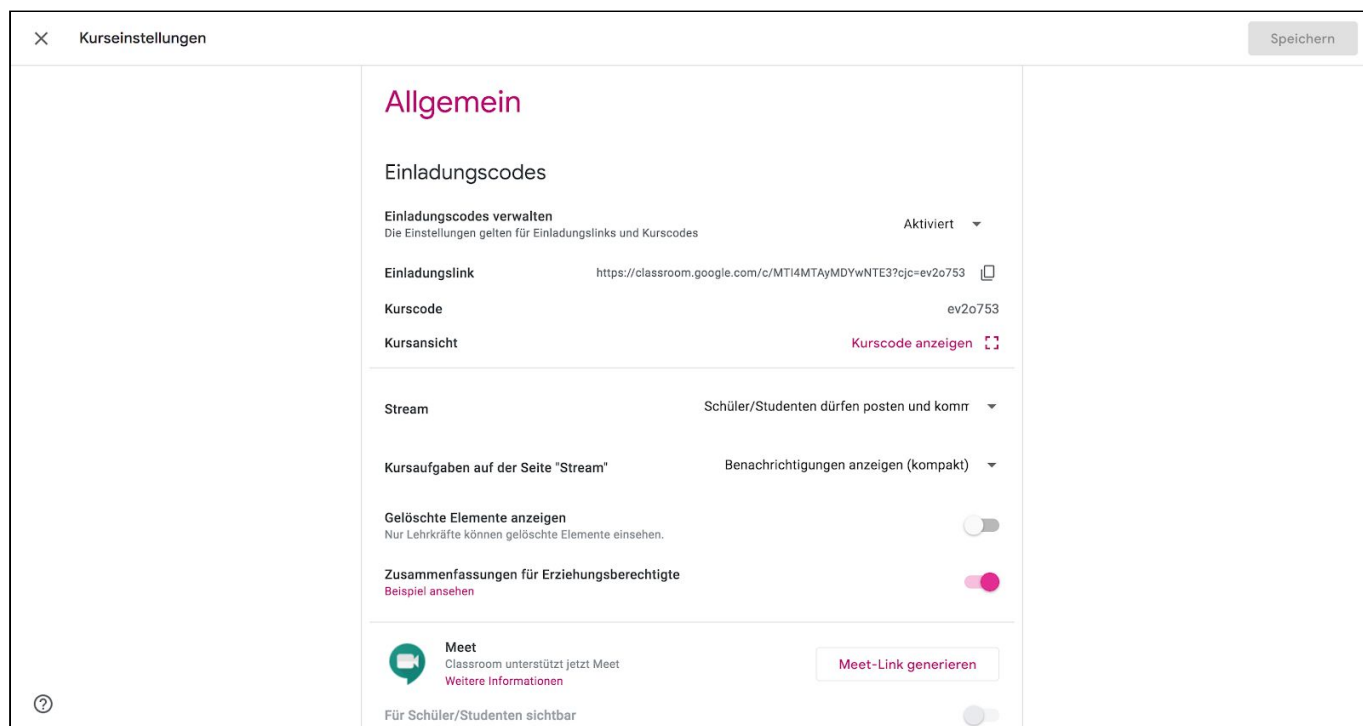 Kurseinstellungen
Speichern
Allgemein
Einladungscodes
Einladungscodes verwalten
Die Einstellungen gelten für Einladungslinks und Kurscodes
Aktiviert
Einladungslink
https://classroom.google.com/c/MTI4MTAyMDYwNTE3?cjc=ev2o753
Kurscode
ev2o753
Kursansicht
Kurscode anzeigen
Stream
Schüler/Studenten dürfen posten und komm
Kursaufgaben auf der Seite "Stream"
Benachrichtigungen anzeigen (kompakt)
Gelöschte Elemente anzeigen
Nur Lehrkräfte können gelöschte Elemente einsehen.
Zusammenfassungen für Erziehungsberechtigte
Beispiel ansehen
Meet
Classroom unterstützt jetzt Meet
Weitere Informationen
Meet-Link generieren
Für Schüler/Studenten sichtbar